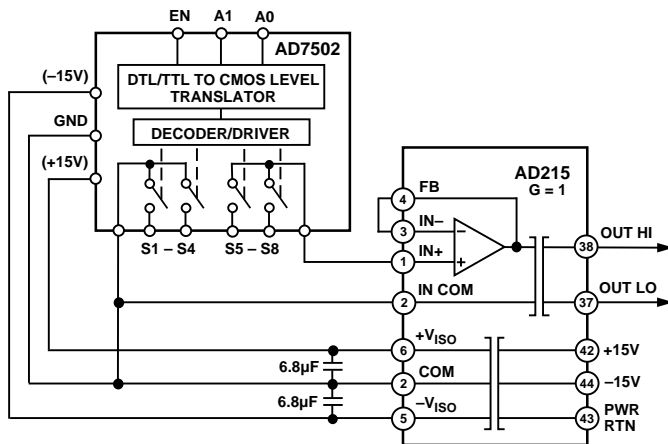 EN A1 A0
AD7502
(–15V)
DTL/TTL TO CMOS LEVEL
TRANSLATOR
GND
DECODER/DRIVER
(+15V)
S1 – S4
S5 – S8
AD215
G = 1
FB
4
IN–
3
–
IN+
1
+
38
OUT HI
IN COM
2
37
OUT LO
+VISO
6
42
+15V
6.8µF
COM
2
44
–15V
6.8µF
–VISO
5
43
PWR
RTN